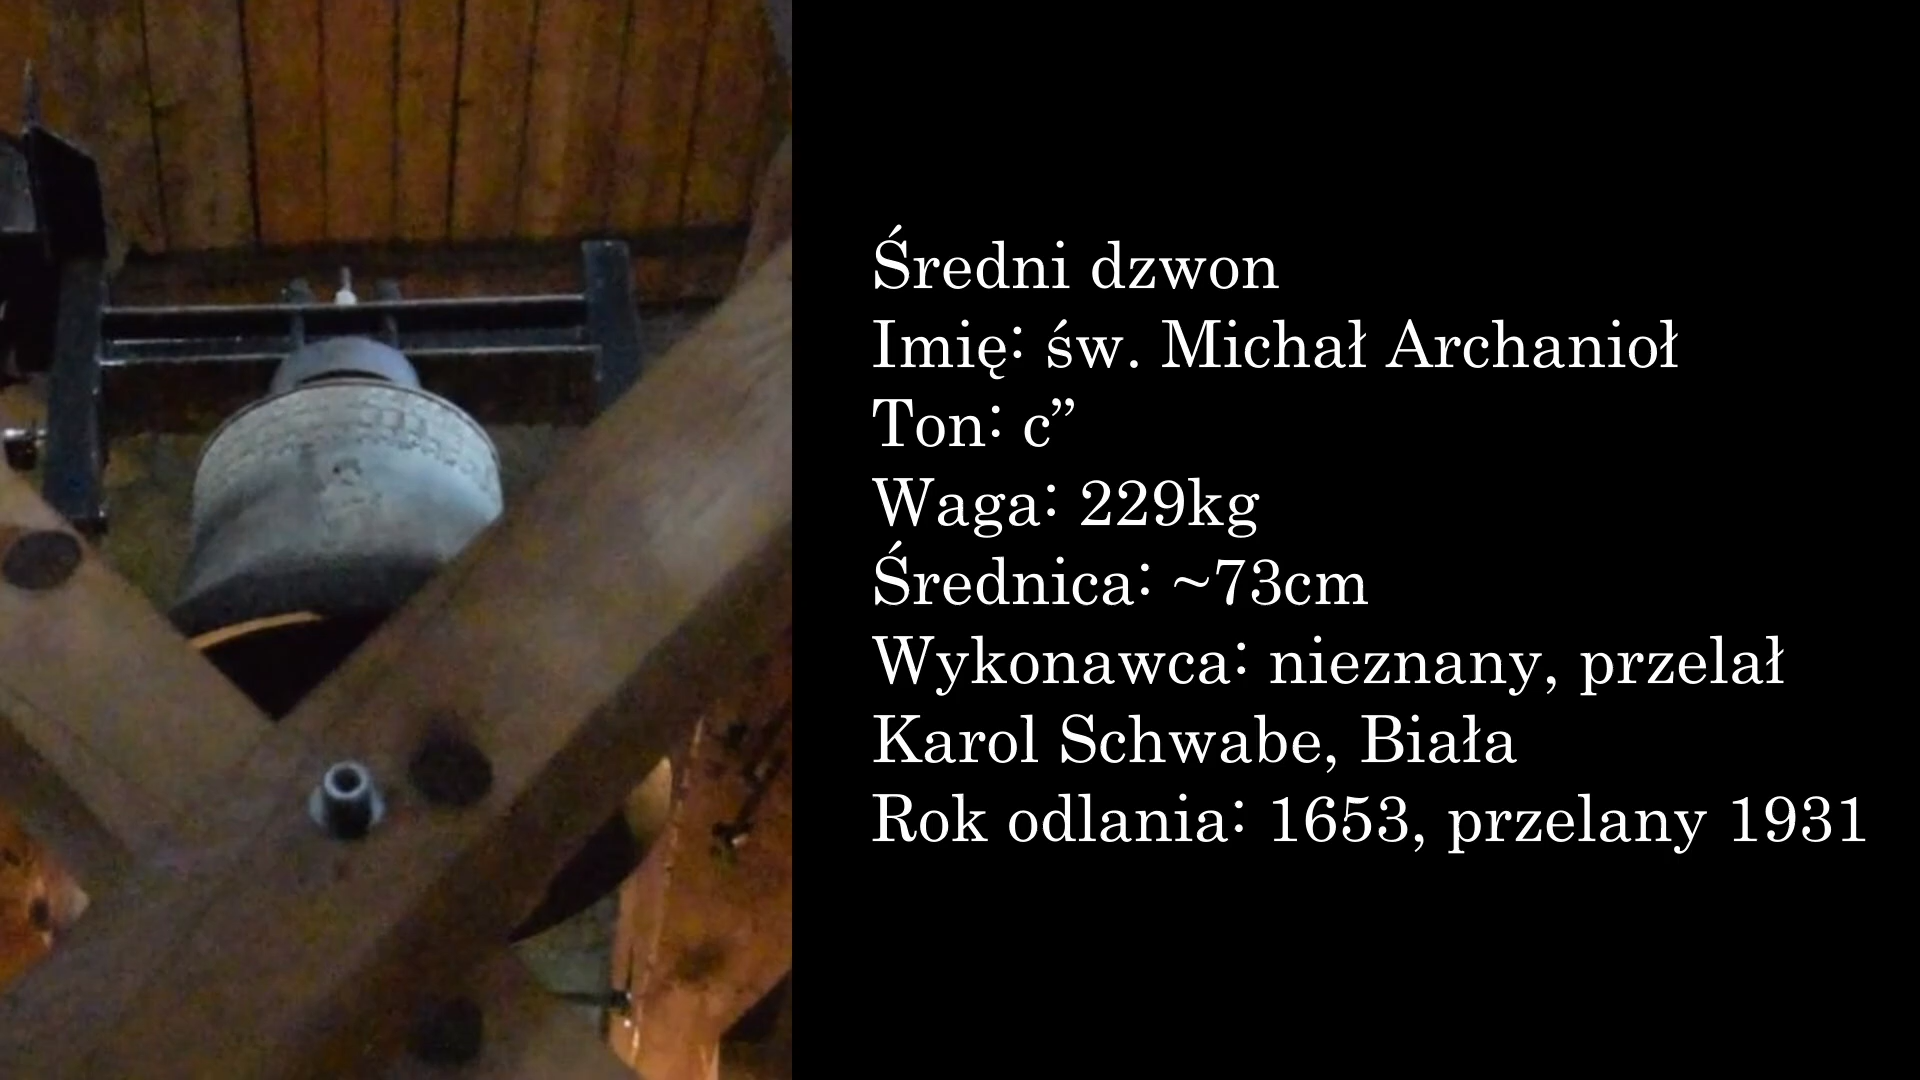 Średni dzwon
Imię: św. Michał Archanioł
Ton: c”
Waga: 229kg
Średnica: ~73cm
Wykonawca: nieznany, przelał
Karol Schwabe, Biała
Rok odlania: 1653, przelany 1931